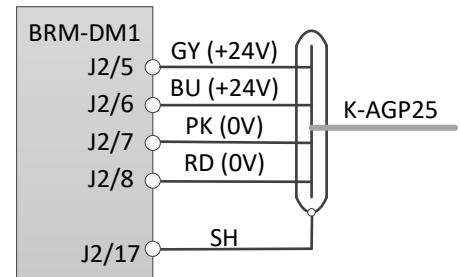 BRM-DM1
J2/5 GY (+24V)
J2/6 BU (+24V)
K-AGP25
J2/7 PK (0V)
J2/8 RD (0V)
J2/17 SH